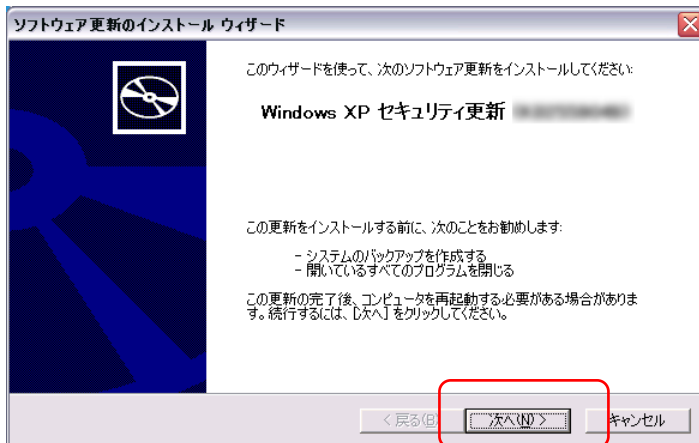 ソフトウェア更新のインストール ウィザード
このウィザードを使って、次のソフトウェア更新をインストールしてください:
Windows XP セキュリティ更新
この更新をインストールする前に、次のことをお勧めします:
- システムのバックアップを作成する
- 開いているすべてのプログラムを閉じる
この更新の完了後、コンピュータを再起動する必要がある場合がありま
す。続行するには、[次へ] をクリックしてください。
< 戻る(B) 次へ(N) > キャンセル